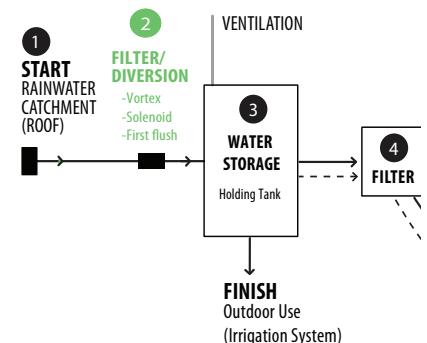 1
START
RAINWATER
CATCHMENT
(ROOF)
2
FILTER/
DIVERSION
-Vortex
-Solenoid
-First flush
VENTILATION
3
WATER
STORAGE
Holding Tank
4
FILTER
FINISH
Outdoor Use
(Irrigation System)